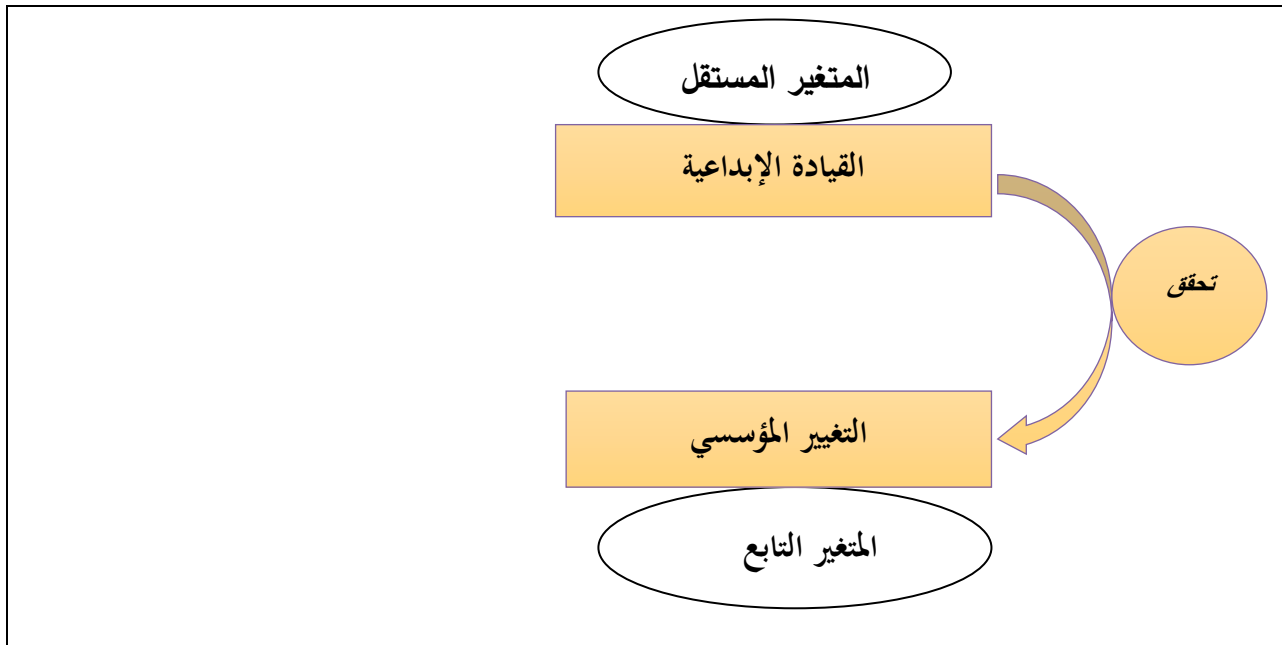 المتغير المستقل
القيادة الإبداعية
تحقق
التغيير المؤسسي
المتغير التابع